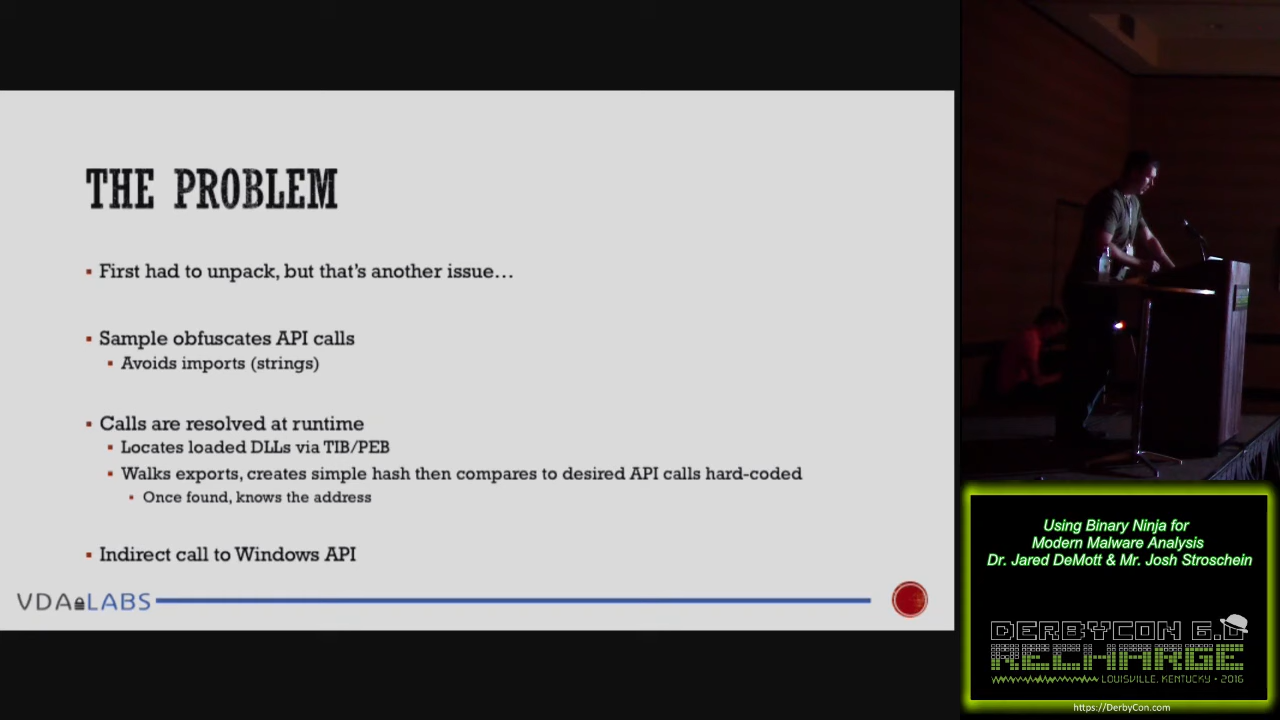 THE PROBLEM
First had to unpack, but that's another issue...
Sample obfuscates API calls
Avoids imports (strings)
Calls are resolved at runtime
Locates loaded DLLs via TIB/PEB
Walks exports, creates simple hash then compares to desired API calls hard-coded
Once found, knows the address
Indirect call to Windows API
VDA LABS
Using Binary Ninja for
Modern Malware Analysis
Dr. Jared DeMott & Mr. Josh Stroschein
DERBYCON 6.0
RECHARGE
LOUISVILLE, KENTUCKY • 2016
https://DerbyCon.com